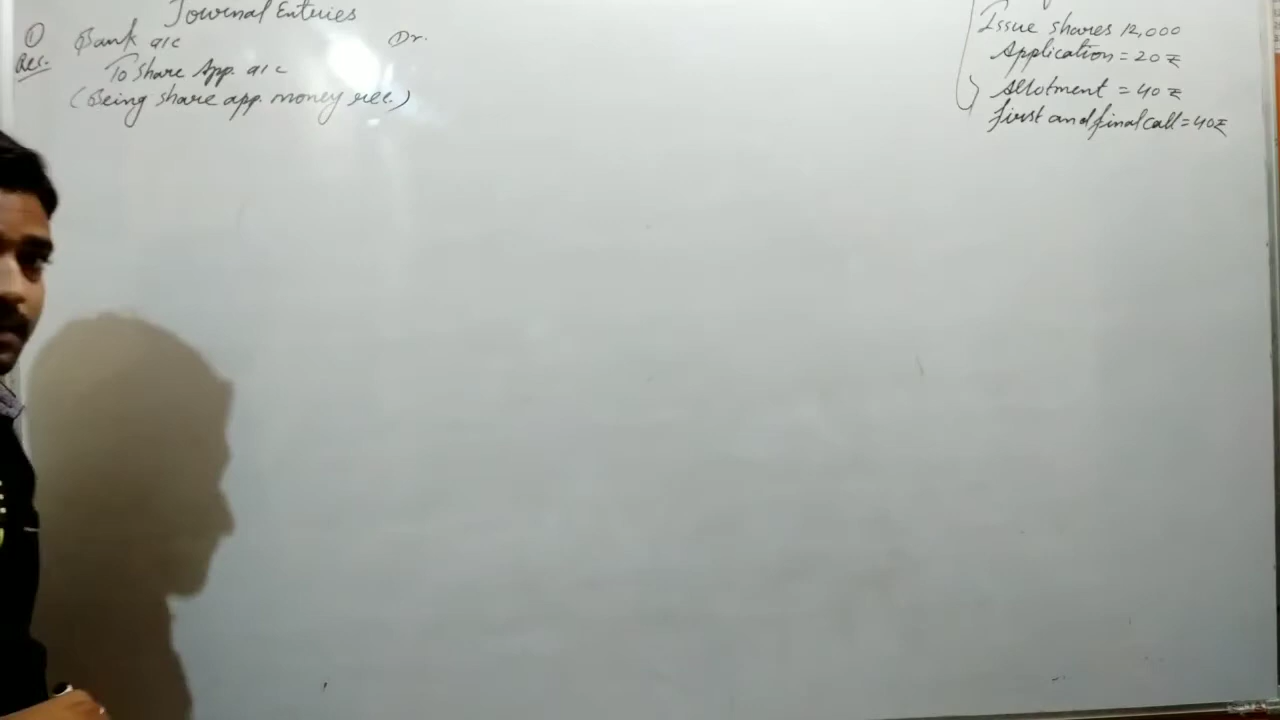 Journal Entries
① Bank a/c Dr.
Rec.
To Share App. a/c
(Being share app. money rec.)
Issue shares 12,000
Application = 20 ₹
Allotment = 40 ₹
first and final call = 40₹